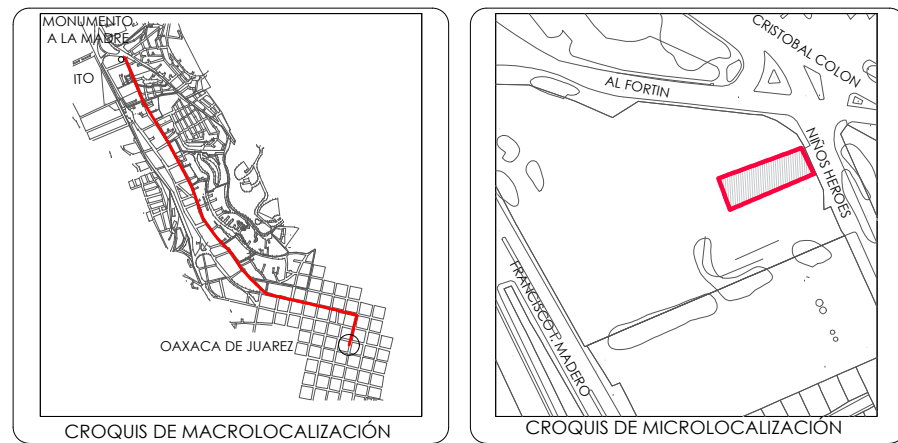 MONUMENTO
A LA MADRE
ITO
OAXACA DE JUAREZ
CROQUIS DE MACROLOCALIZACIÓN
CRISTOBAL COLON
AL FORTIN
NIÑOS HEROES
FRANCISCO I. MADERO
CROQUIS DE MICROLOCALIZACIÓN